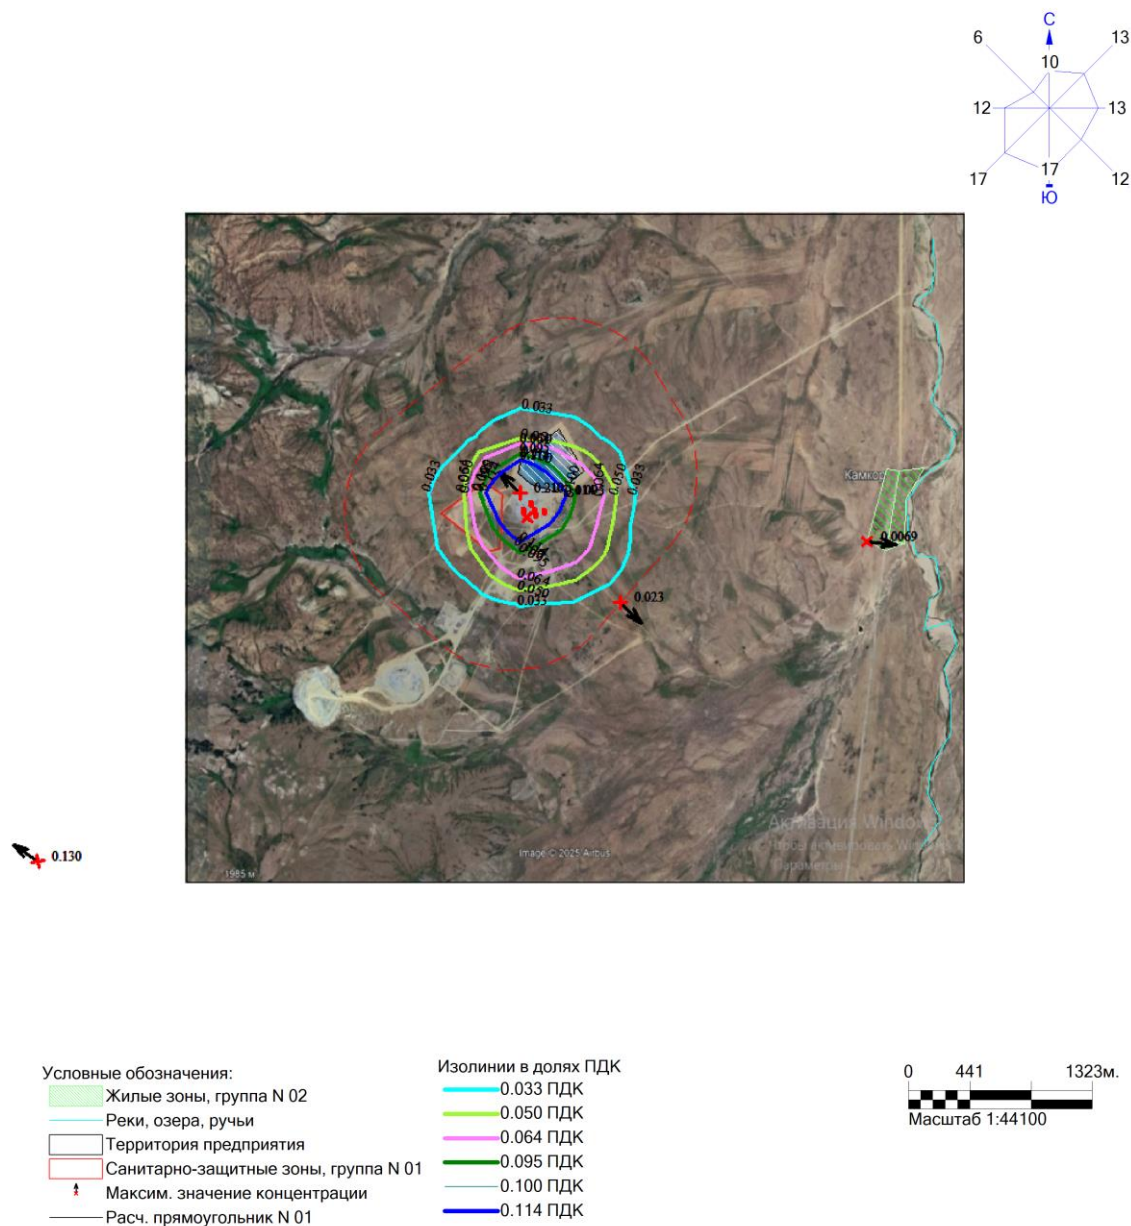 С
6
13
10
12
13
17
17
12
Ю
0.033
0.033
0.064
0.050
0.033
Камкор
0.0069
0.064
0.050
0.033
0.023
0.130
Image © 2025 Airbus
1985 м
Активация Windows
Условные обозначения:
Жилые зоны, группа N 02
Реки, озера, ручьи
Территория предприятия
Санитарно-защитные зоны, группа N 01
Максим. значение концентрации
Расч. прямоугольник N 01
Изолинии в долях ПДК
0.033 ПДК
0.050 ПДК
0.064 ПДК
0.095 ПДК
0.100 ПДК
0.114 ПДК
0 441 1323м.
Масштаб 1:44100